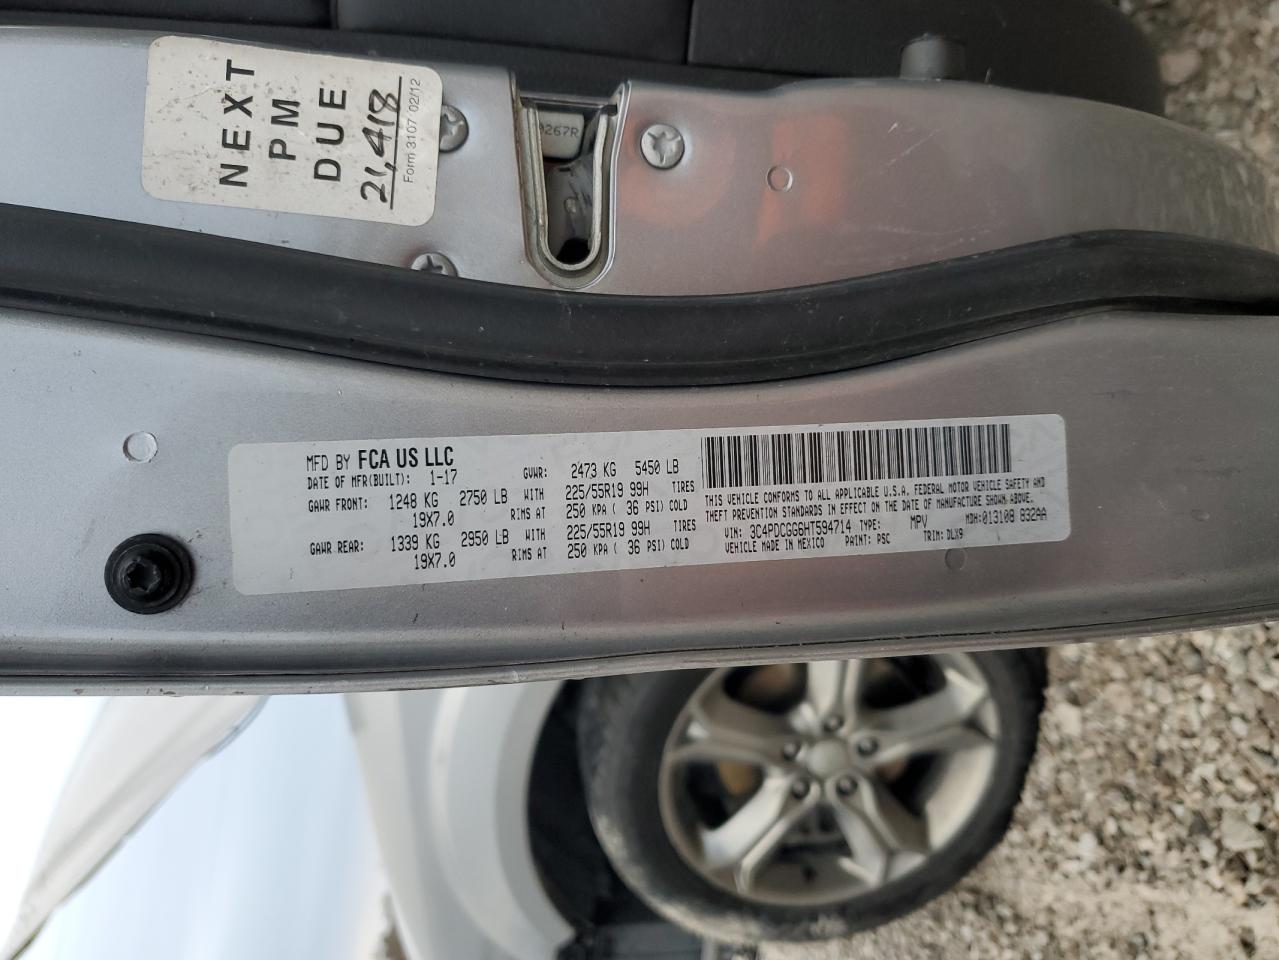 NEXT
PM
DUE
21,418
Form 3107 02/12
267R
MFD BY FCA US LLC
DATE OF MFR(BUILT): 1-17 GVWR: 2473 KG 5450 LB
GAWR FRONT: 1248 KG 2750 LB WITH 225/55R19 99H TIRES
19X7.0 RIMS AT 250 KPA ( 36 PSI) COLD
GAWR REAR: 1339 KG 2950 LB WITH 225/55R19 99H TIRES
19X7.0 RIMS AT 250 KPA ( 36 PSI) COLD
THIS VEHICLE CONFORMS TO ALL APPLICABLE U.S.A. FEDERAL MOTOR VEHICLE SAFETY AND
THEFT PREVENTION STANDARDS IN EFFECT ON THE DATE OF MANUFACTURE SHOWN ABOVE.
VIN: 3C4PDCGG6HT594714 TYPE: MPV MDH:013108 832AA
VEHICLE MADE IN MEXICO PAINT: PSC TRIM: DLX9